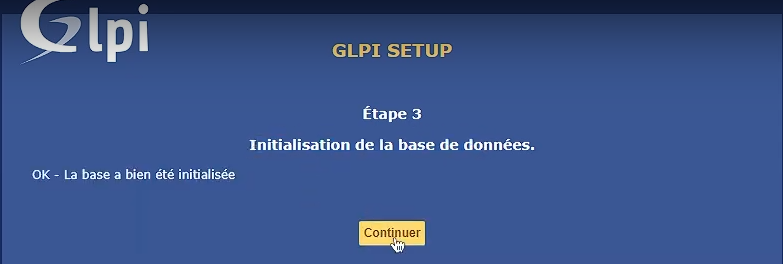 Glpi
GLPI SETUP
Étape 3
Initialisation de la base de données.
OK - La base a bien été initialisée
Continuer